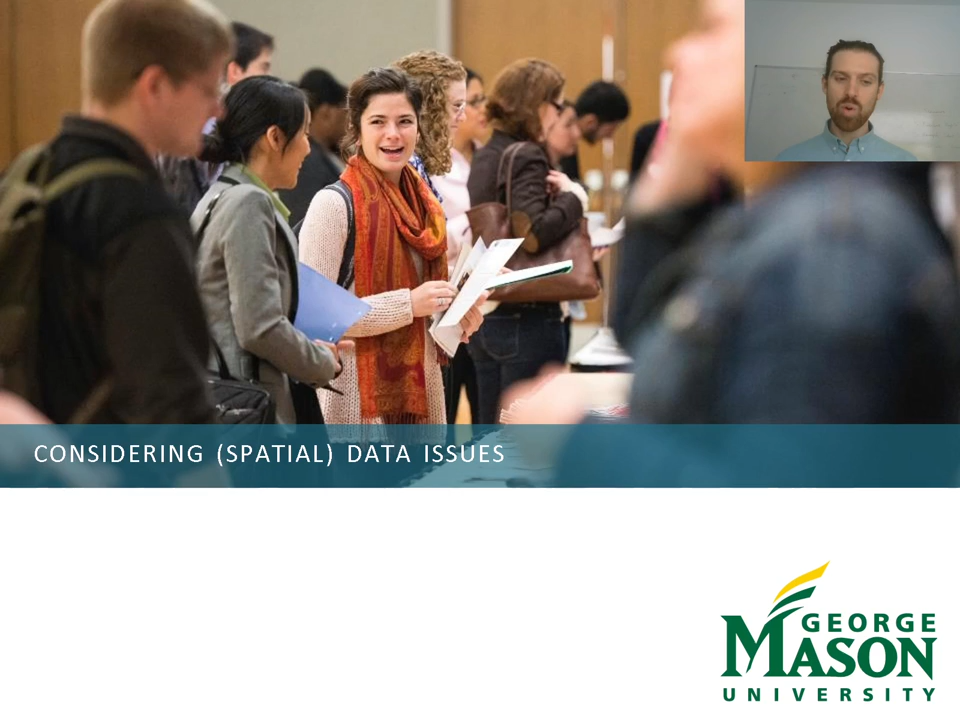 CONSIDERING (SPATIAL) DATA ISSUES
GEORGE
MASON
UNIVERSITY